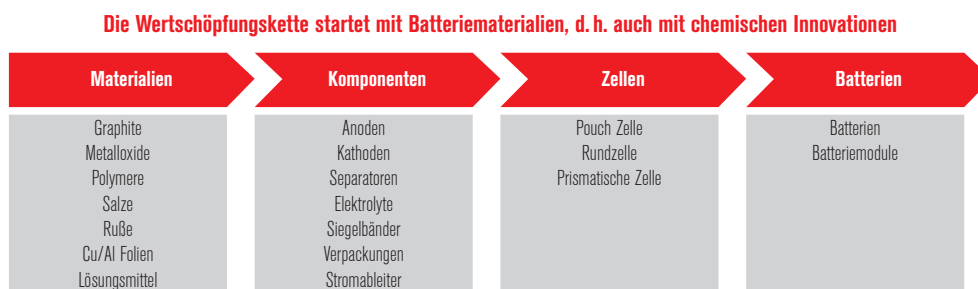 Die Wertschöpfungskette startet mit Batteriematerialien, d. h. auch mit chemischen Innovationen
Materialien
Graphite
Metalloxide
Polymere
Salze
Ruße
Cu/Al Folien
Lösungsmittel
Komponenten
Anoden
Kathoden
Separatoren
Elektrolyte
Siegelbänder
Verpackungen
Stromableiter
Zellen
Pouch Zelle
Rundzelle
Prismatische Zelle
Batterien
Batterien
Batteriemodule